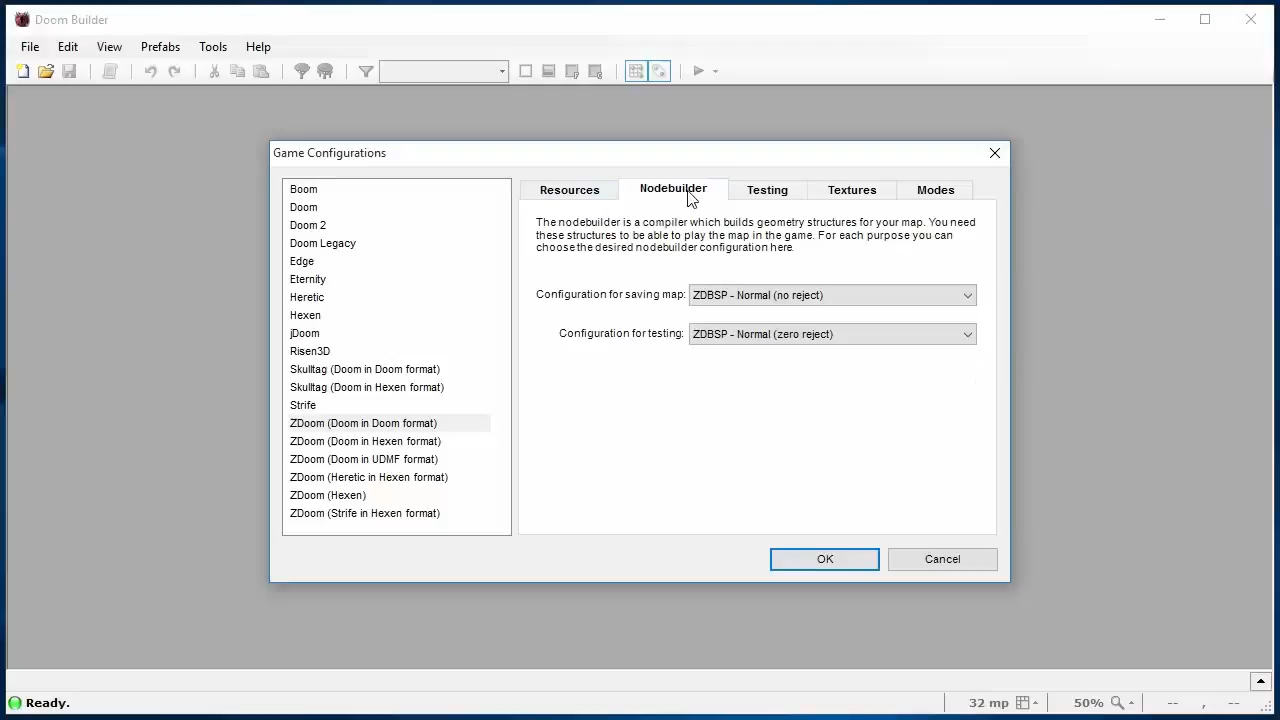 Doom Builder
File Edit View Prefabs Tools Help
Game Configurations
Boom
Doom
Doom 2
Doom Legacy
Edge
Eternity
Heretic
Hexen
jDoom
Risen3D
Skulltag (Doom in Doom format)
Skulltag (Doom in Hexen format)
Strife
ZDoom (Doom in Doom format)
ZDoom (Doom in Hexen format)
ZDoom (Doom in UDMF format)
ZDoom (Heretic in Hexen format)
ZDoom (Hexen)
ZDoom (Strife in Hexen format)
Resources Nodebuilder Testing Textures Modes
The nodebuilder is a compiler which builds geometry structures for your map. You need
these structures to be able to play the map in the game. For each purpose you can
choose the desired nodebuilder configuration here.
Configuration for saving map: ZDBSP - Normal (no reject)
Configuration for testing: ZDBSP - Normal (zero reject)
OK Cancel
Ready. 32 mp 50% -- , --